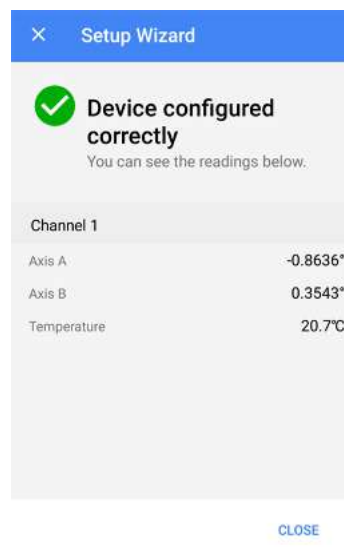 Setup Wizard
Device configured
correctly
You can see the readings below.
Channel 1
Axis A -0.8636°
Axis B 0.3543°
Temperature 20.7°C
CLOSE